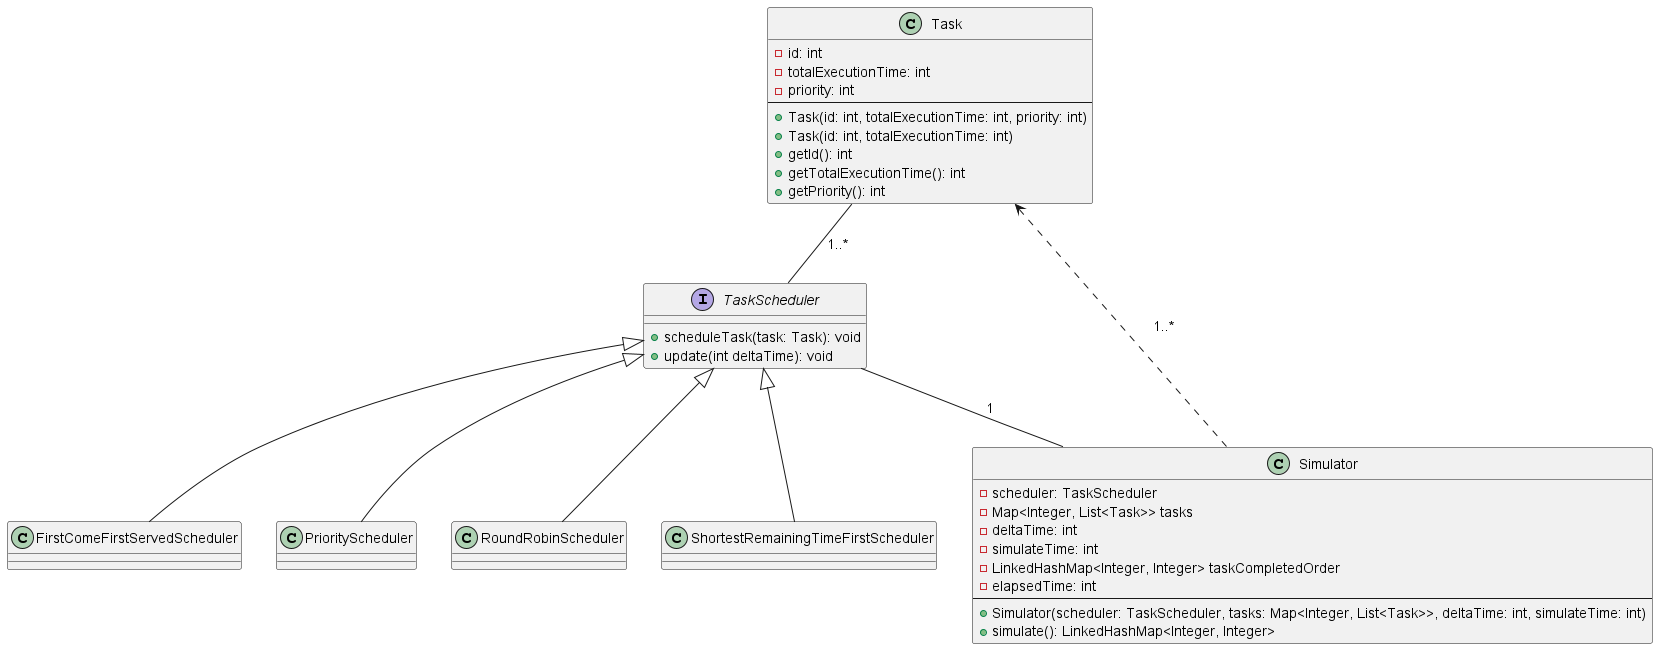 C Task
id: int
totalExecutionTime: int
priority: int
Task(id: int, totalExecutionTime: int, priority: int)
Task(id: int, totalExecutionTime: int)
getId(): int
getTotalExecutionTime(): int
getPriority(): int
1..*
I TaskScheduler
scheduleTask(task: Task): void
update(int deltaTime): void
1..*
1
C FirstComeFirstServedScheduler
C PriorityScheduler
C RoundRobinScheduler
C ShortestRemainingTimeFirstScheduler
C Simulator
scheduler: TaskScheduler
Map<Integer, List<Task>> tasks
deltaTime: int
simulateTime: int
LinkedHashMap<Integer, Integer> taskCompletedOrder
elapsedTime: int
Simulator(scheduler: TaskScheduler, tasks: Map<Integer, List<Task>>, deltaTime: int, simulateTime: int)
simulate(): LinkedHashMap<Integer, Integer>